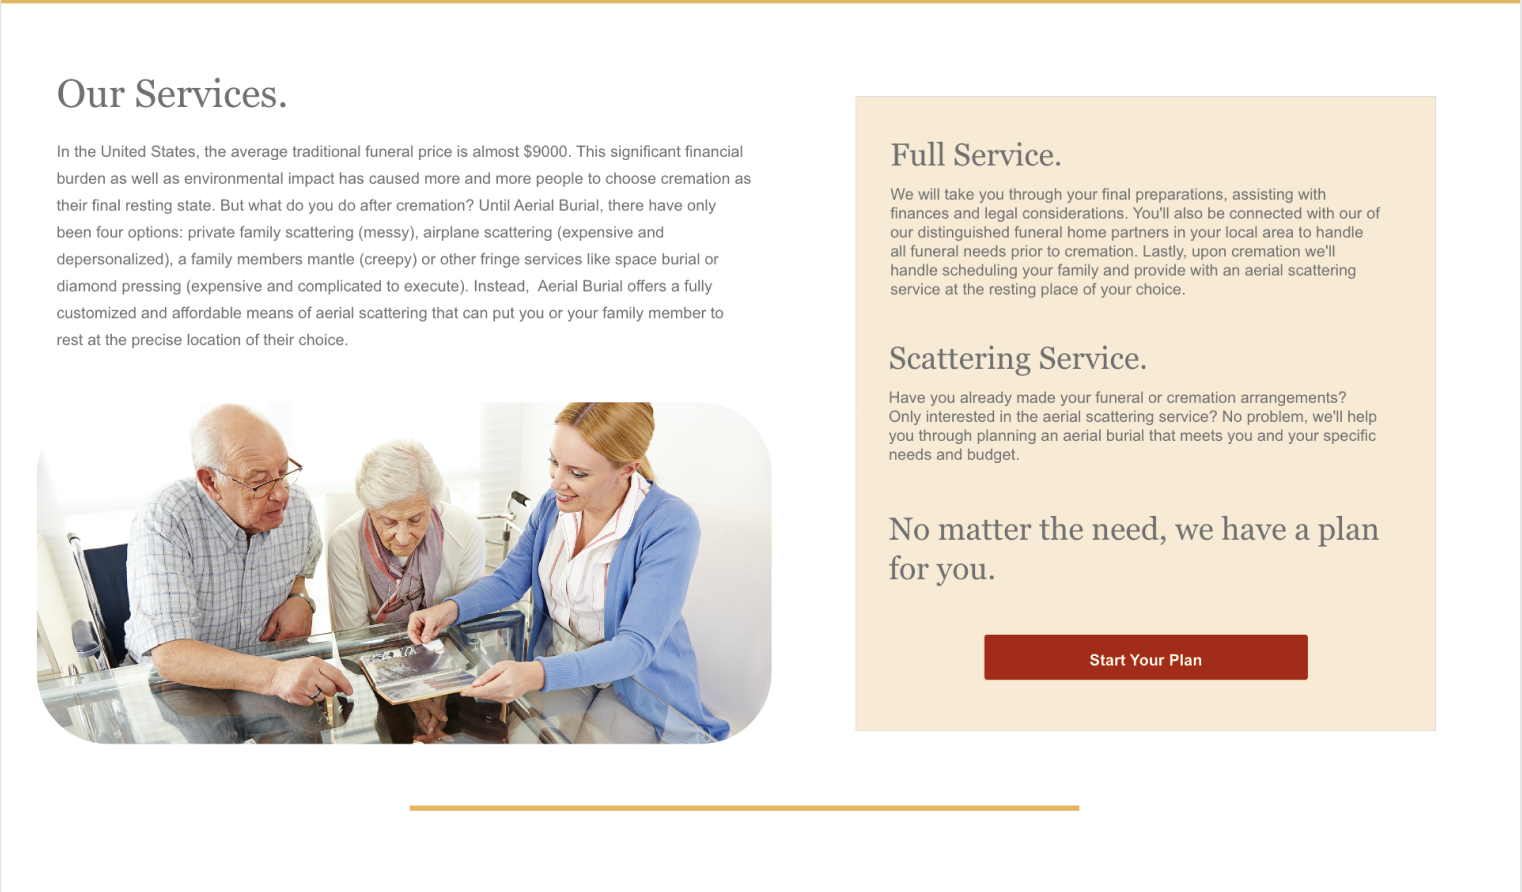 Our Services.
In the United States, the average traditional funeral price is almost $9000. This significant financial
burden as well as environmental impact has caused more and more people to choose cremation as
their final resting state. But what do you do after cremation? Until Aerial Burial, there have only
been four options: private family scattering (messy), airplane scattering (expensive and
depersonalized), a family members mantle (creepy) or other fringe services like space burial or
diamond pressing (expensive and complicated to execute). Instead,  Aerial Burial offers a fully
customized and affordable means of aerial scattering that can put you or your family member to
rest at the precise location of their choice.
Full Service.
We will take you through your final preparations, assisting with
finances and legal considerations. You'll also be connected with our of
our distinguished funeral home partners in your local area to handle
all funeral needs prior to cremation. Lastly, upon cremation we'll
handle scheduling your family and provide with an aerial scattering
service at the resting place of your choice.
Scattering Service.
Have you already made your funeral or cremation arrangements?
Only interested in the aerial scattering service? No problem, we'll help
you through planning an aerial burial that meets you and your specific
needs and budget.
No matter the need, we have a plan
for you.
Start Your Plan